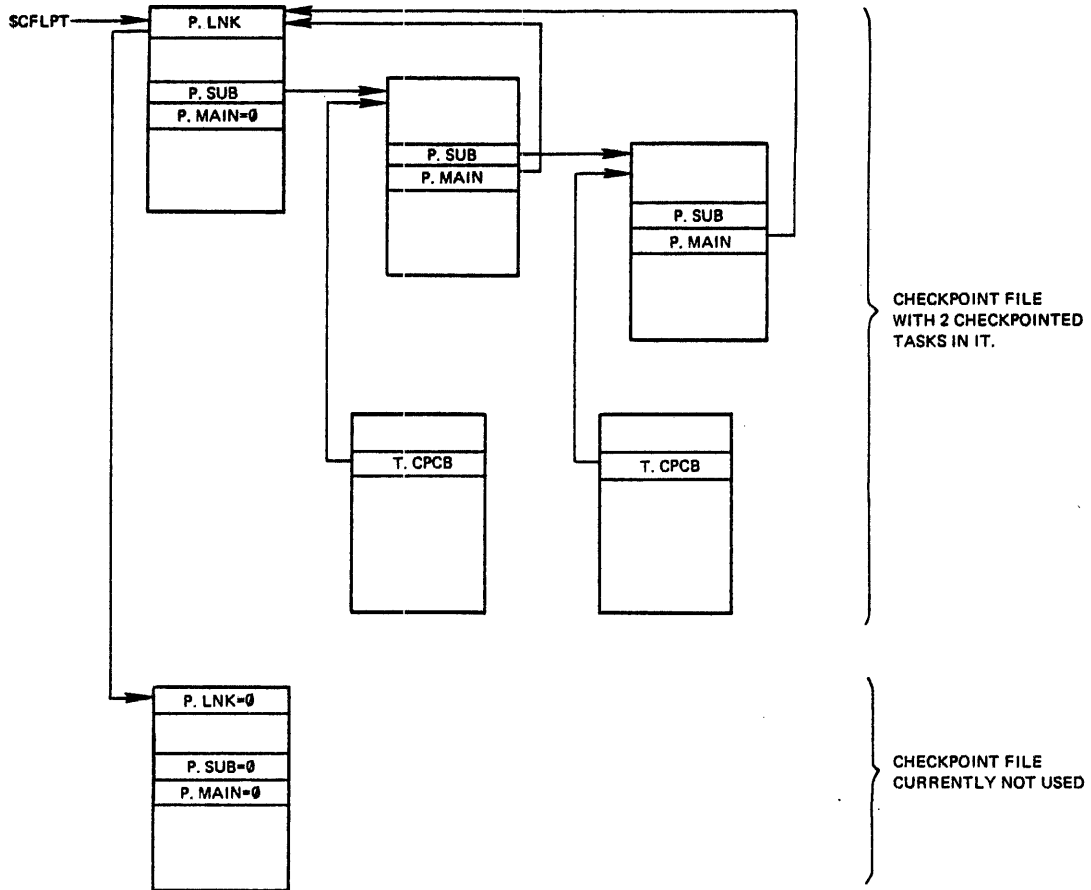 $CFLPT
P. LNK
P. SUB
P. MAIN=0
P. SUB
P. MAIN
P. SUB
P. MAIN
CHECKPOINT FILE
WITH 2 CHECKPOINTED
TASKS IN IT.
T. CPCB
T. CPCB
P. LNK=0
P. SUB=0
P. MAIN=0
CHECKPOINT FILE
CURRENTLY NOT USED